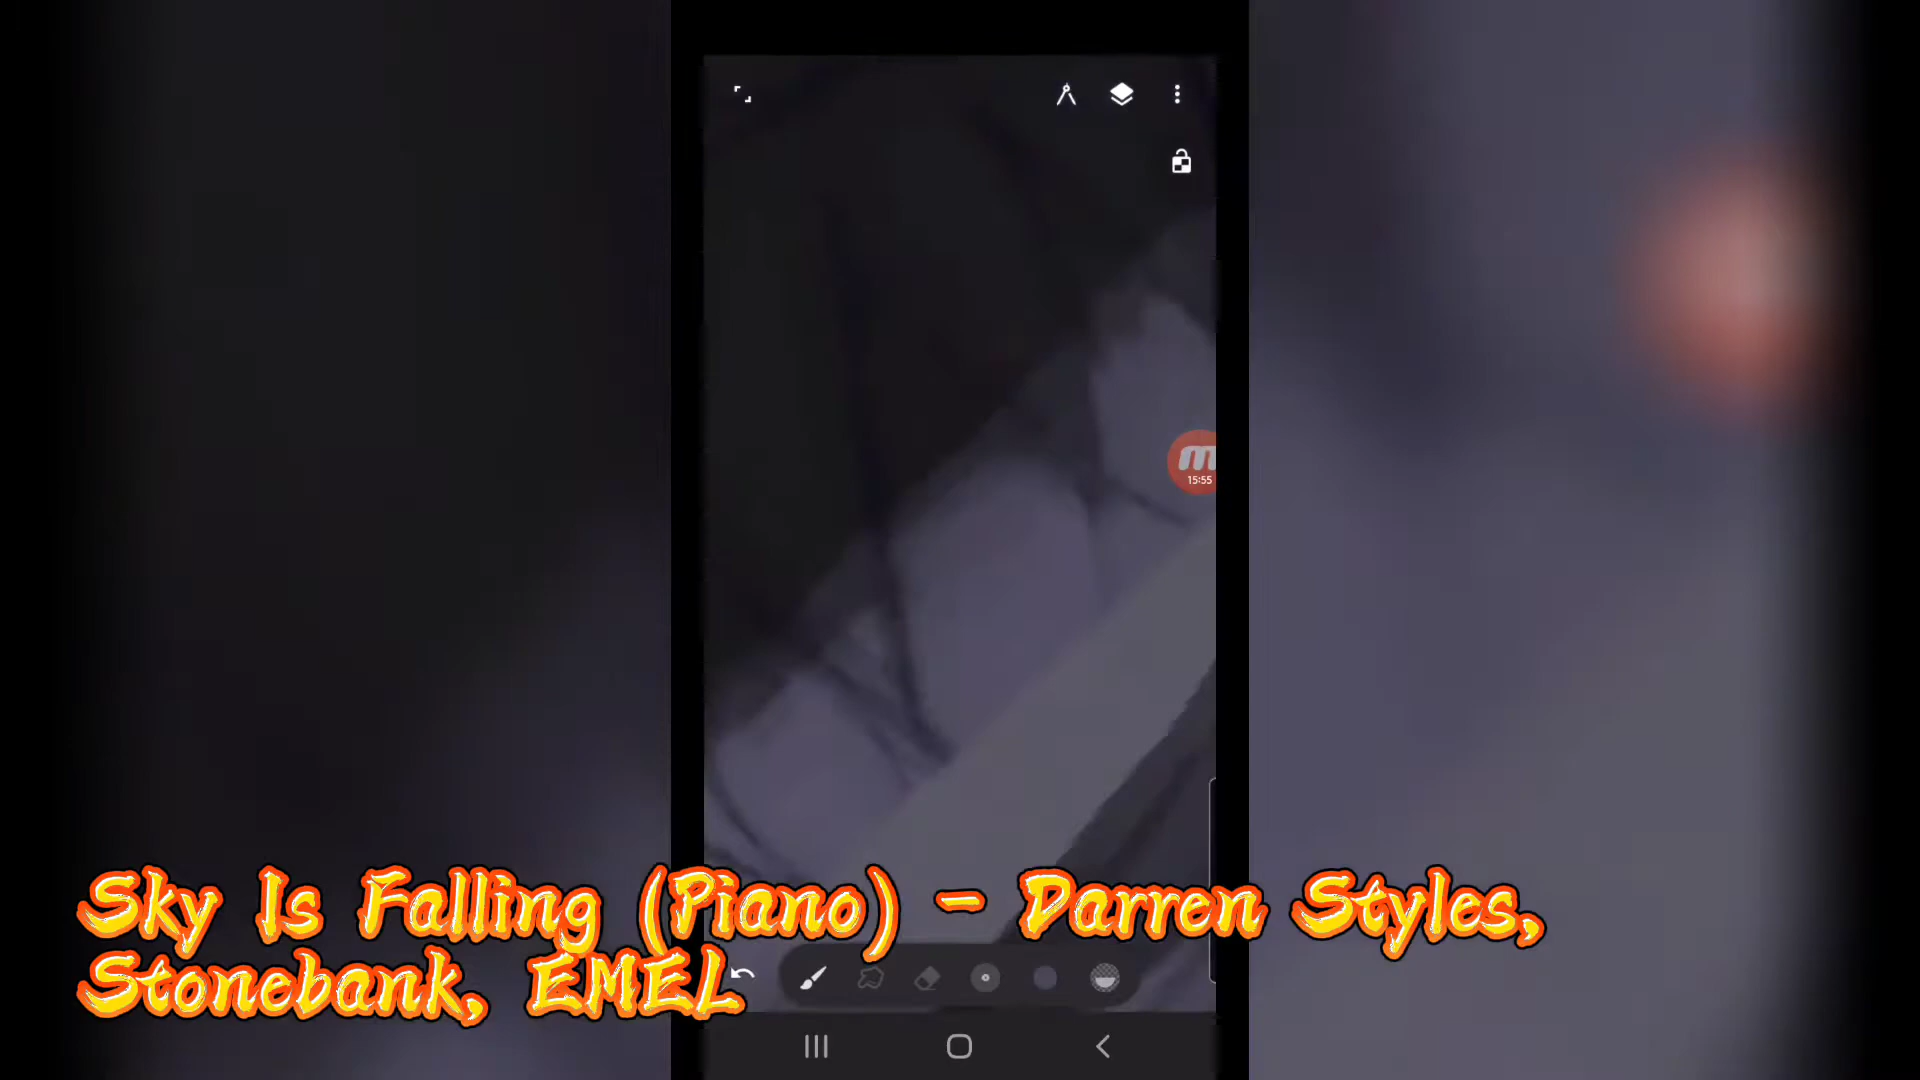 m
15:55
Sky Is Falling (Piano) - Darren Styles,
Stonebank, EMEL